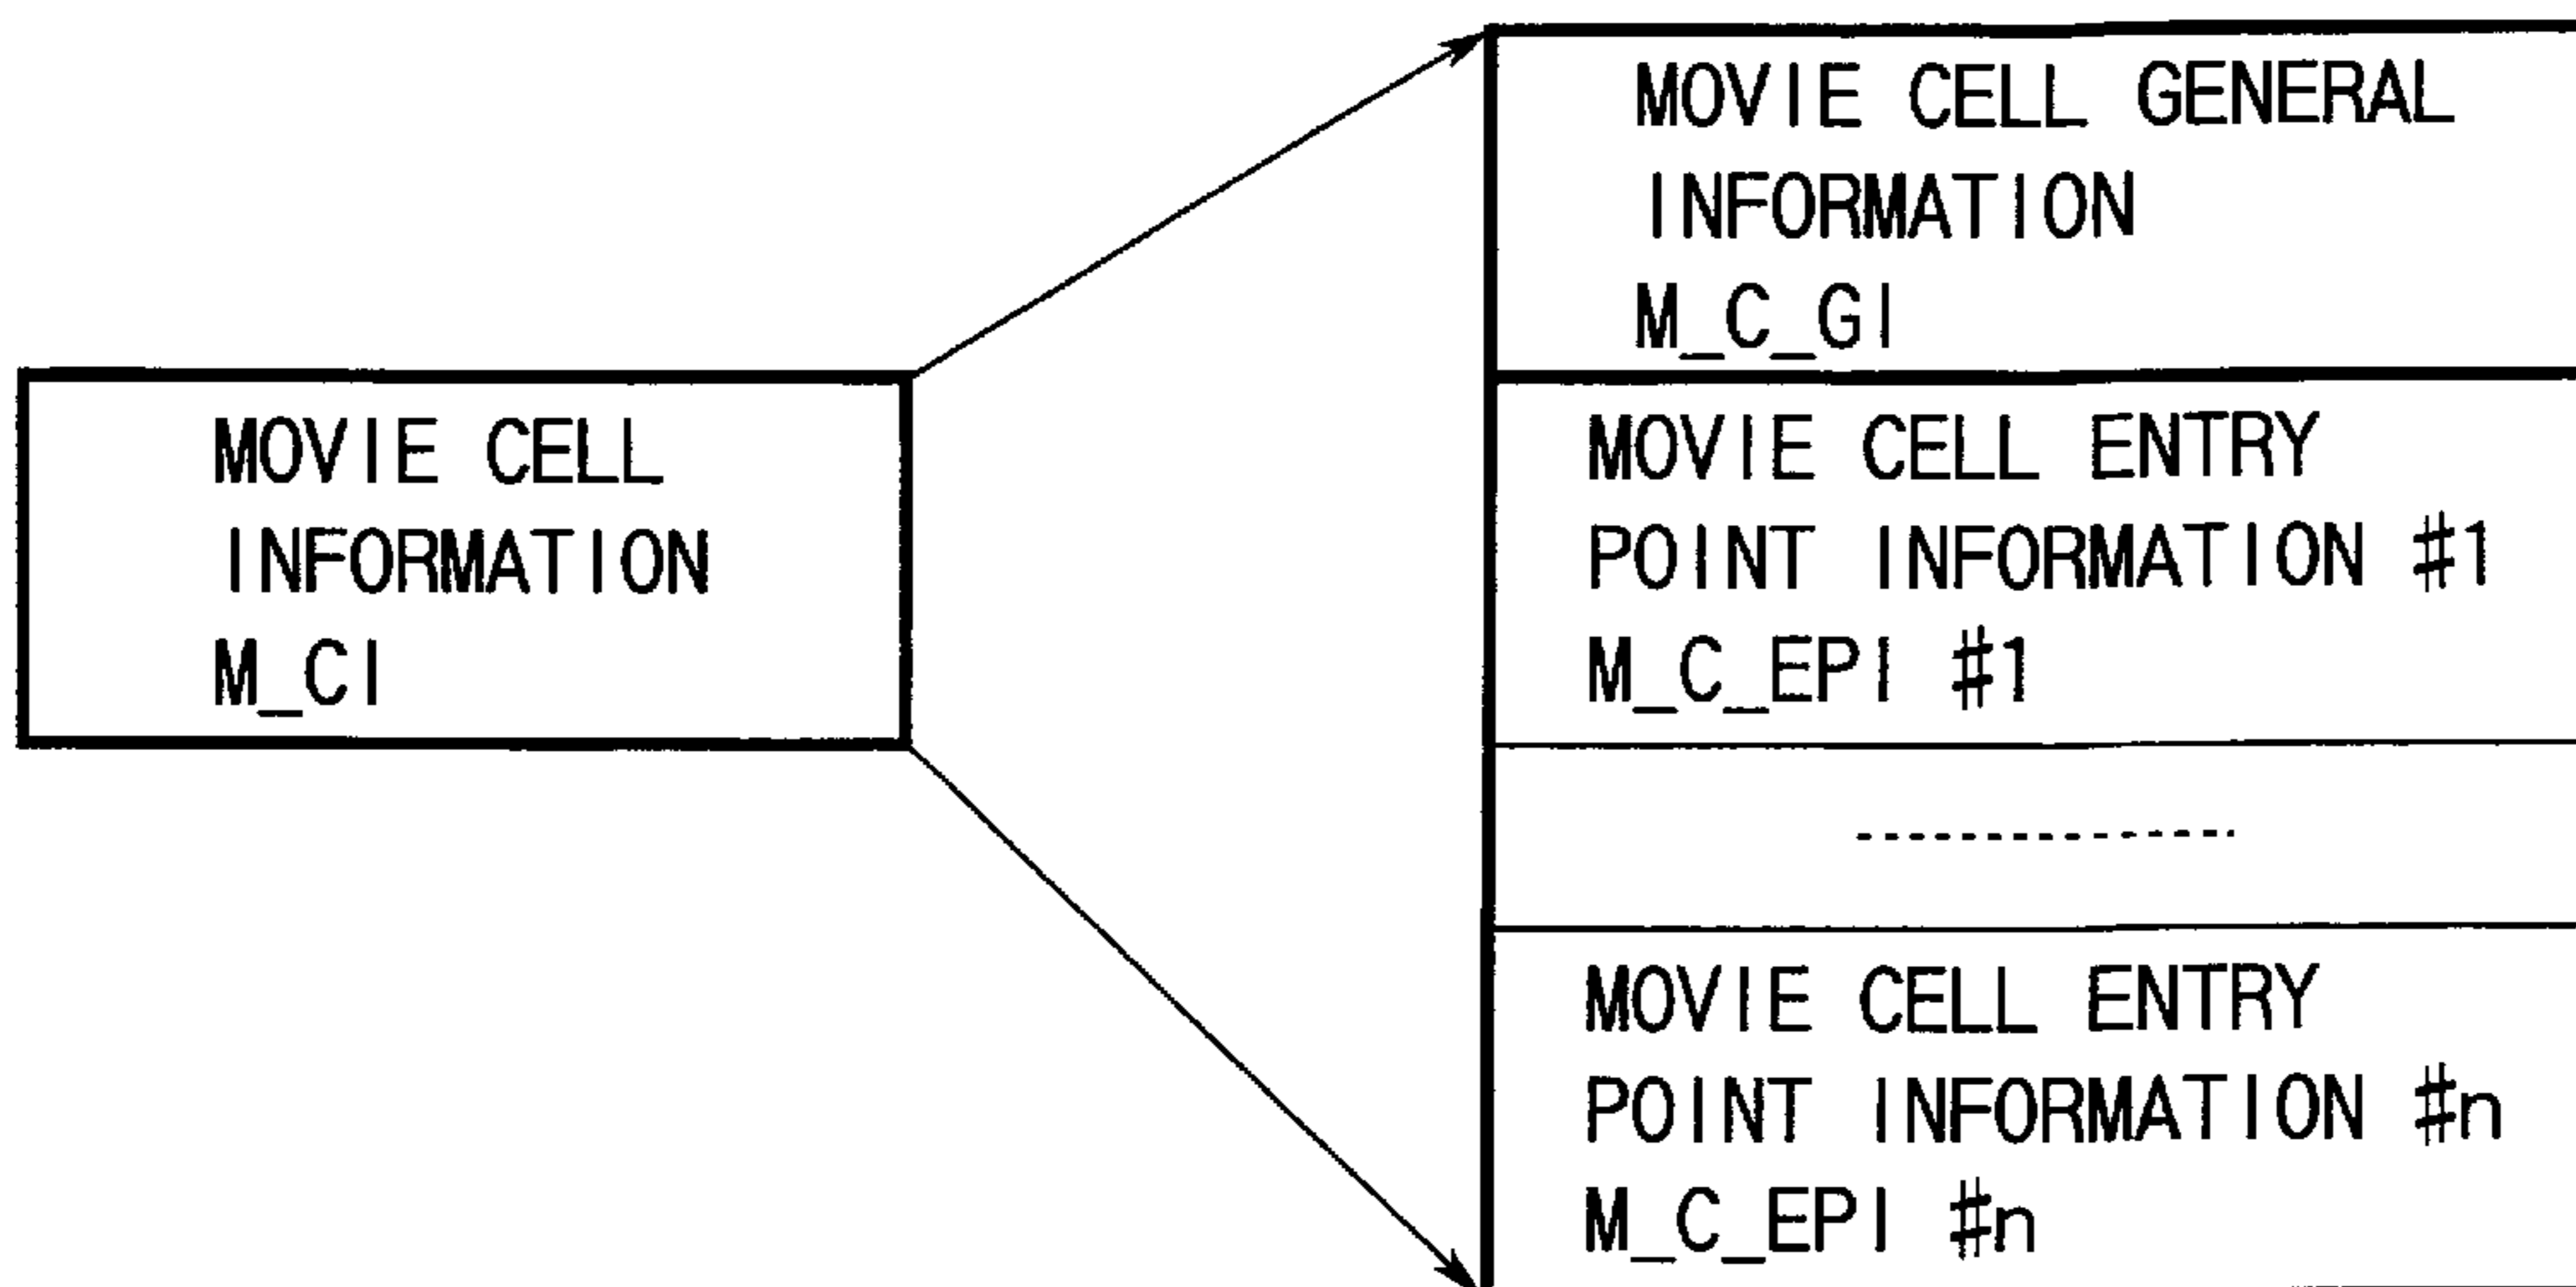 MOVIE CELL
INFORMATION
M_CI
MOVIE CELL GENERAL
INFORMATION
M_C_GI
MOVIE CELL ENTRY
POINT INFORMATION #1
M_C_EPI #1
-------------
MOVIE CELL ENTRY
POINT INFORMATION #n
M_C_EPI #n